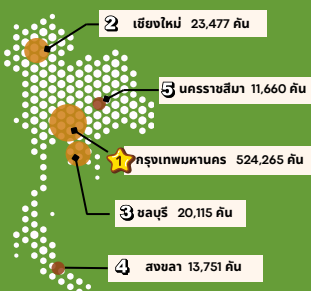 2 เชียงใหม่ 23,477 คัน
5 นครราชสีมา 11,660 คัน
1 กรุงเทพมหานคร 524,265 คัน
3 ชลบุรี 20,115 คัน
4 สงขลา 13,751 คัน